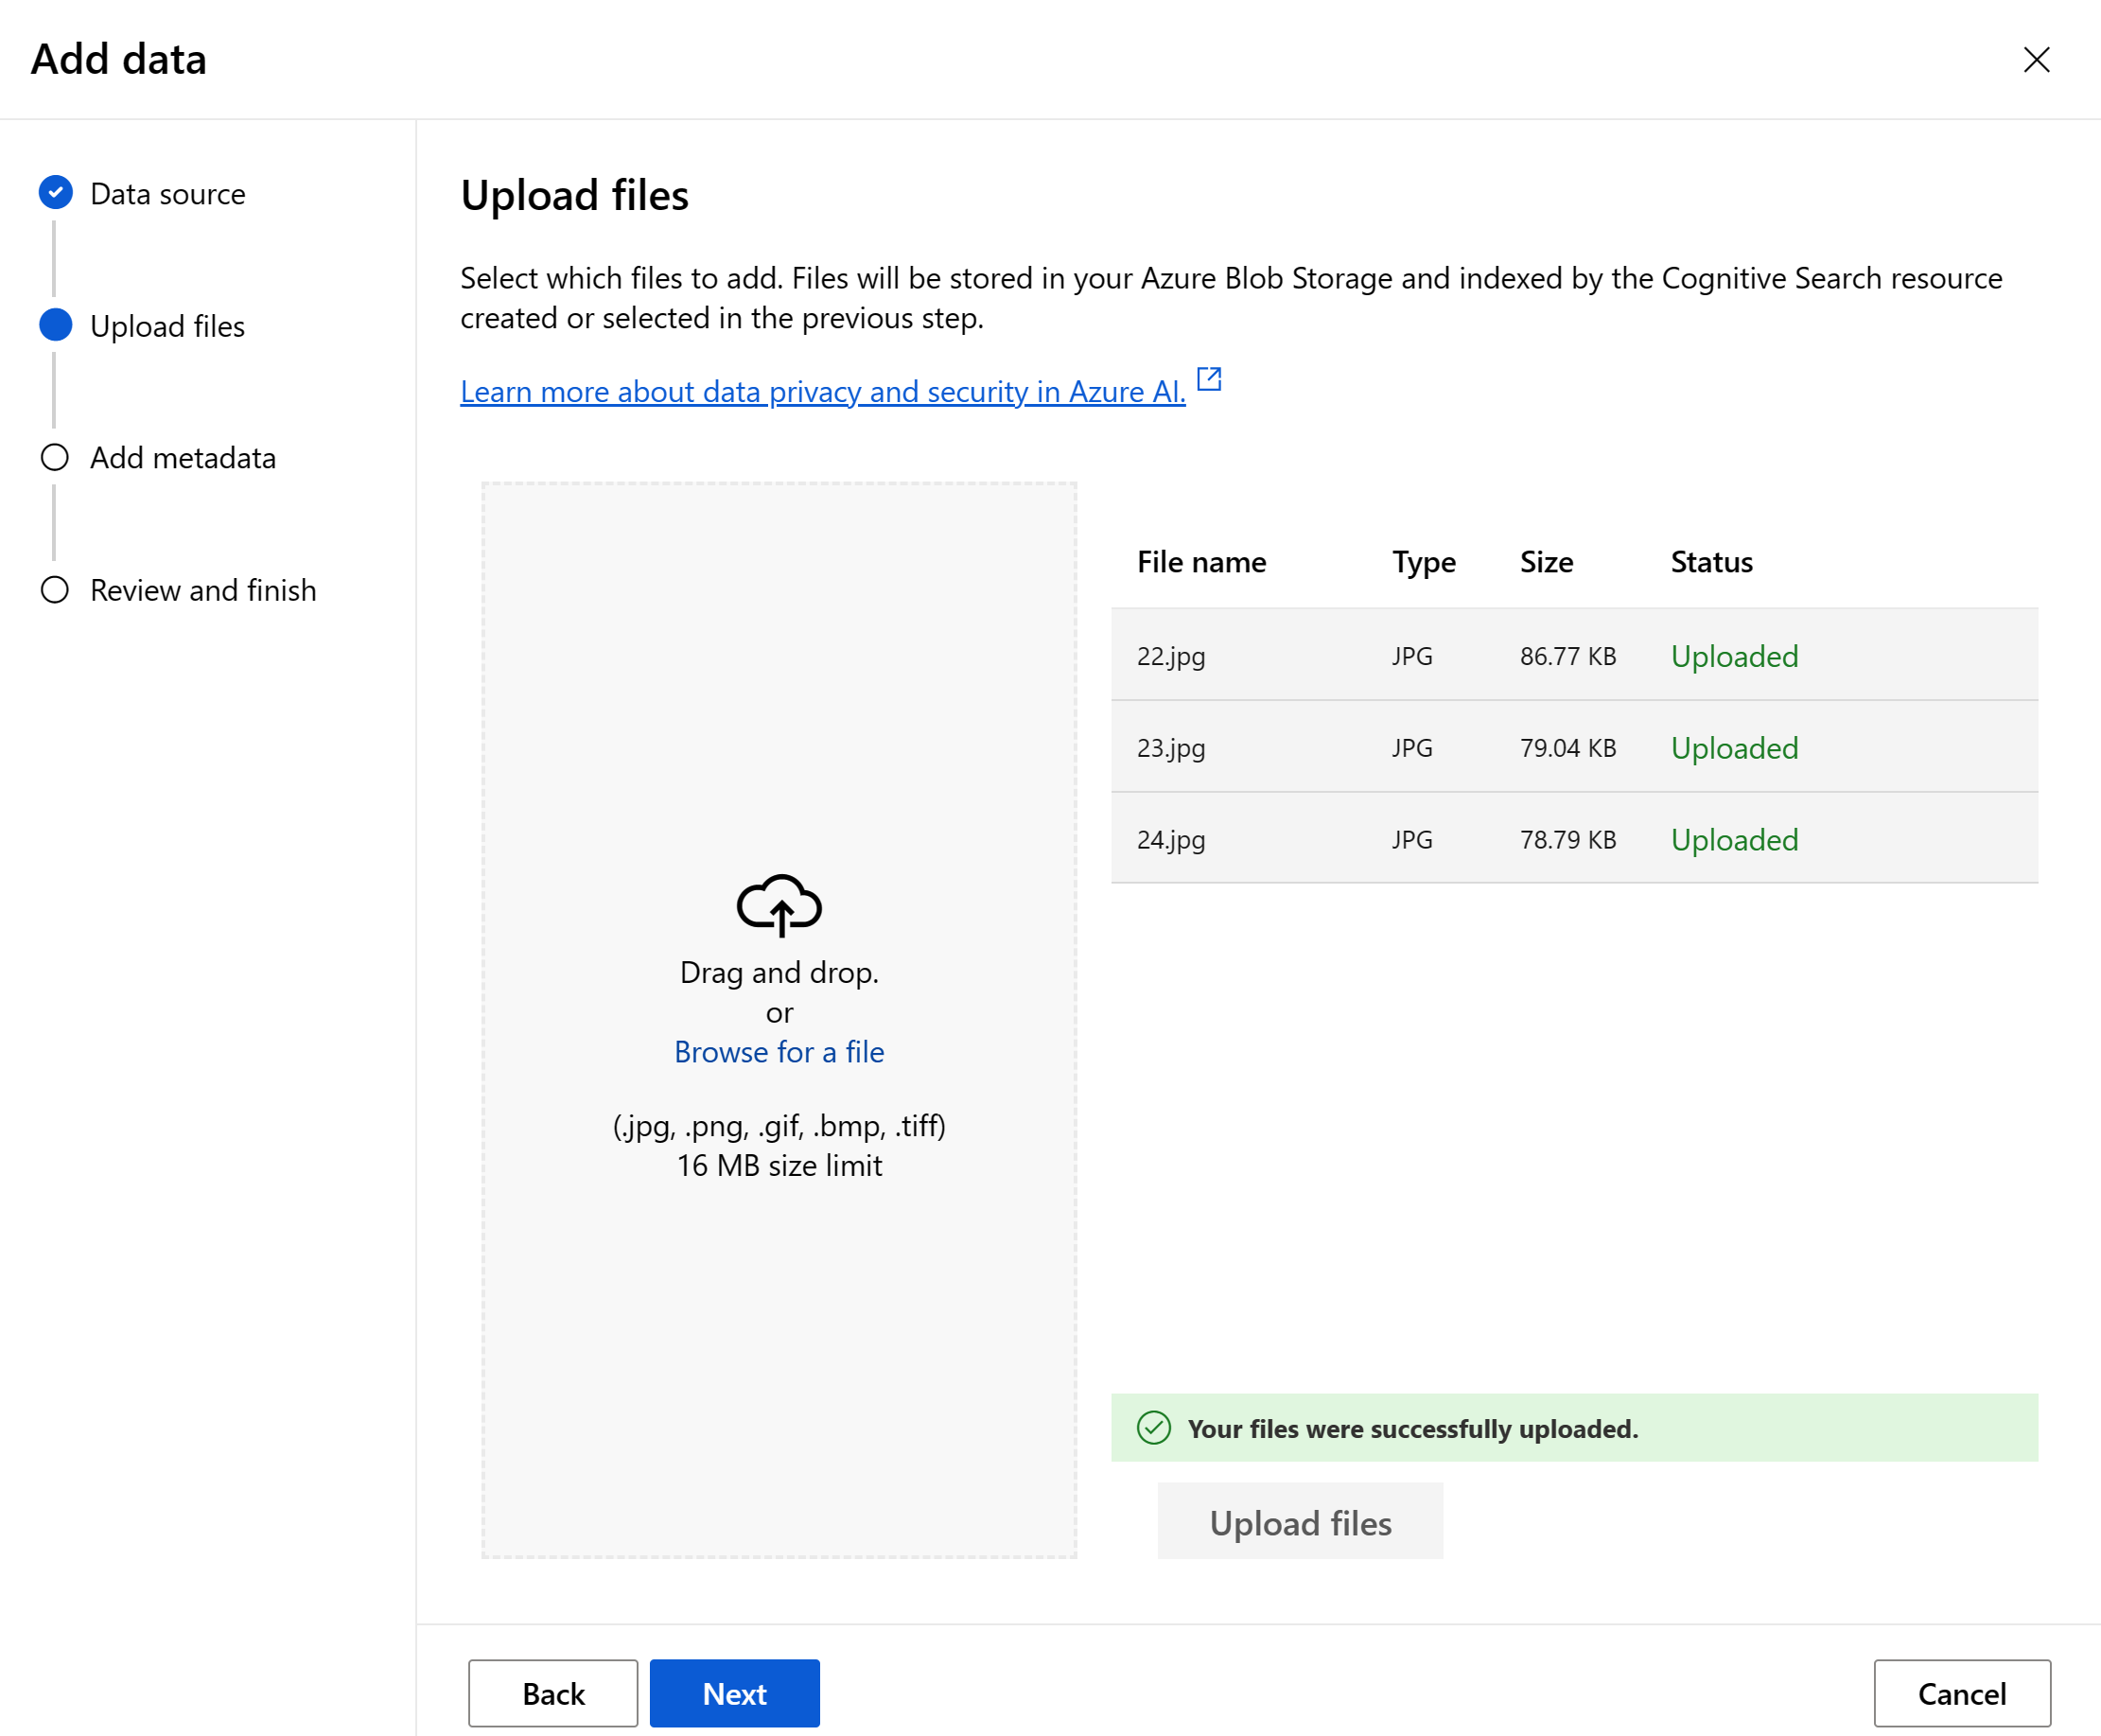 Add data
Data source
Upload files
Add metadata
Review and finish
Upload files
Select which files to add. Files will be stored in your Azure Blob Storage and indexed by the Cognitive Search resource
created or selected in the previous step.
Learn more about data privacy and security in Azure AI.
Drag and drop.
or
Browse for a file
(.jpg, .png, .gif, .bmp, .tiff)
16 MB size limit
File name Type Size Status
22.jpg JPG 86.77 KB Uploaded
23.jpg JPG 79.04 KB Uploaded
24.jpg JPG 78.79 KB Uploaded
Your files were successfully uploaded.
Upload files
Back Next Cancel